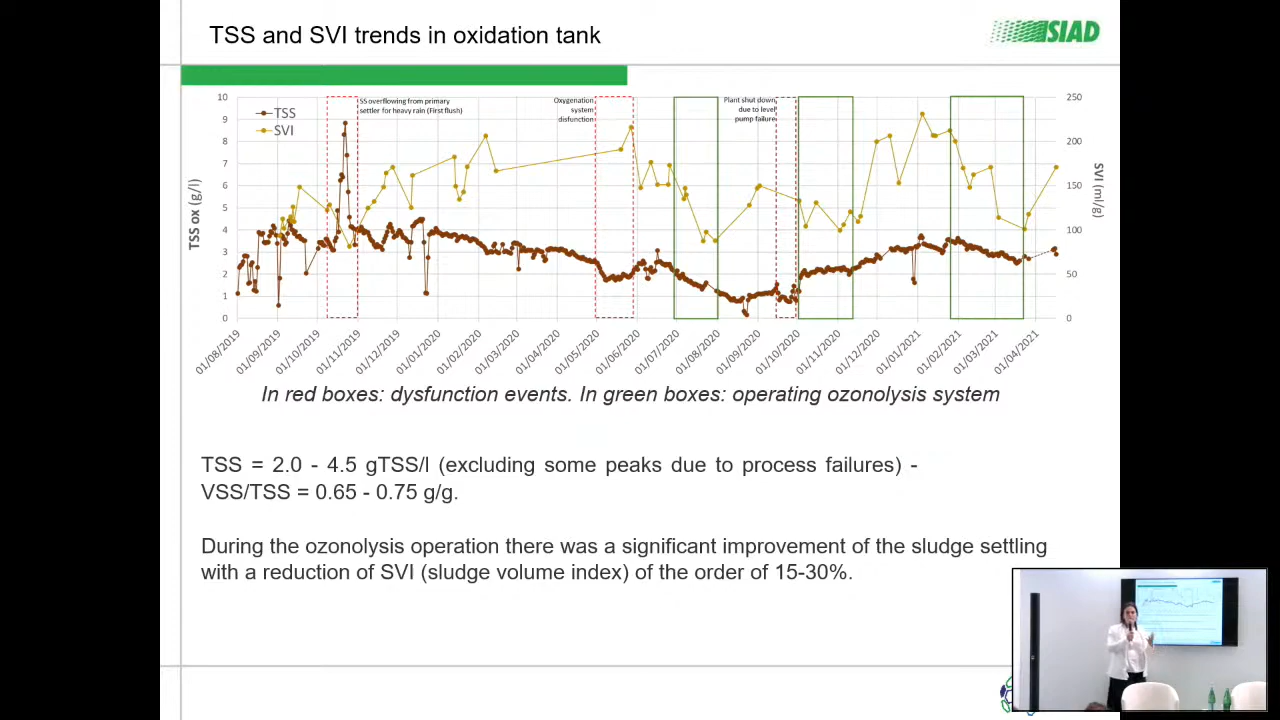 TSS and SVI trends in oxidation tank
SIAD
10
9
8
7
6
5
4
3
2
1
0
TSS ox (g/l)
TSS
SVI
SS overflowing from primary
settler for heavy rain (First flush)
Oxygenation
system
disfunction
Plant shut down
due to level
pump failure
250
200
150
100
50
0
SVI (ml/g)
01/08/2019
01/09/2019
01/10/2019
01/11/2019
01/12/2019
01/01/2020
01/02/2020
01/03/2020
01/04/2020
01/05/2020
01/06/2020
01/07/2020
01/08/2020
01/09/2020
01/10/2020
01/11/2020
01/12/2020
01/01/2021
01/02/2021
01/03/2021
01/04/2021
In red boxes: dysfunction events. In green boxes: operating ozonolysis system
TSS = 2.0 - 4.5 gTSS/l (excluding some peaks due to process failures) -
VSS/TSS = 0.65 - 0.75 g/g.
During the ozonolysis operation there was a significant improvement of the sludge settling
with a reduction of SVI (sludge volume index) of the order of 15-30%.